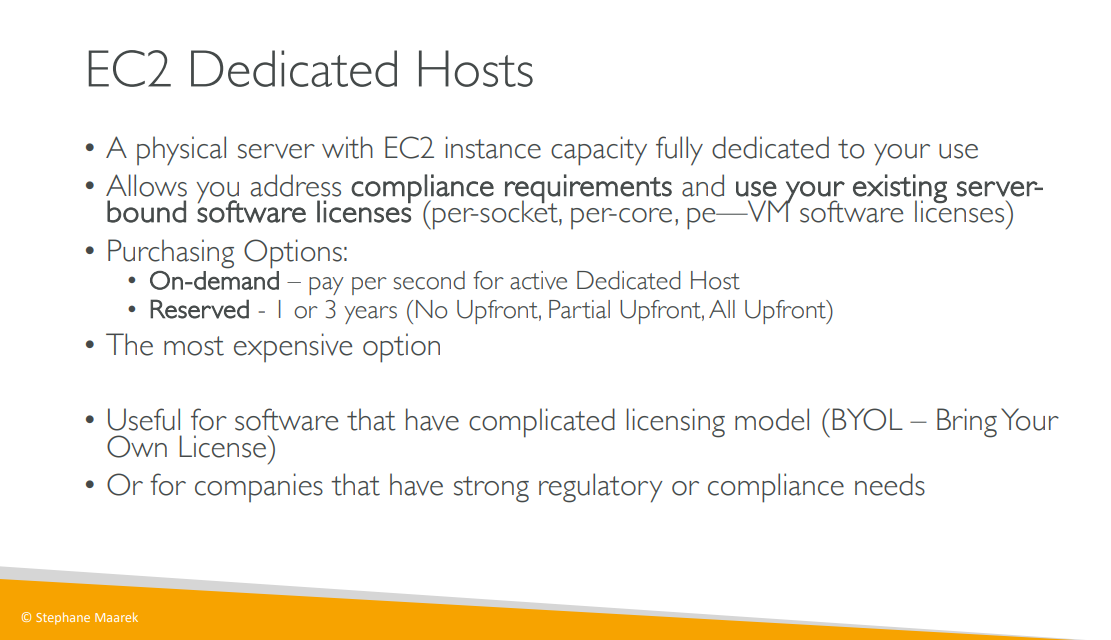 EC2 Dedicated Hosts
• A physical server with EC2 instance capacity fully dedicated to your use
• Allows you address compliance requirements and use your existing server-
bound software licenses (per-socket, per-core, pe—VM software licenses)
• Purchasing Options:
• On-demand – pay per second for active Dedicated Host
• Reserved - 1 or 3 years (No Upfront, Partial Upfront, All Upfront)
• The most expensive option
• Useful for software that have complicated licensing model (BYOL – Bring Your
Own License)
• Or for companies that have strong regulatory or compliance needs
© Stephane Maarek